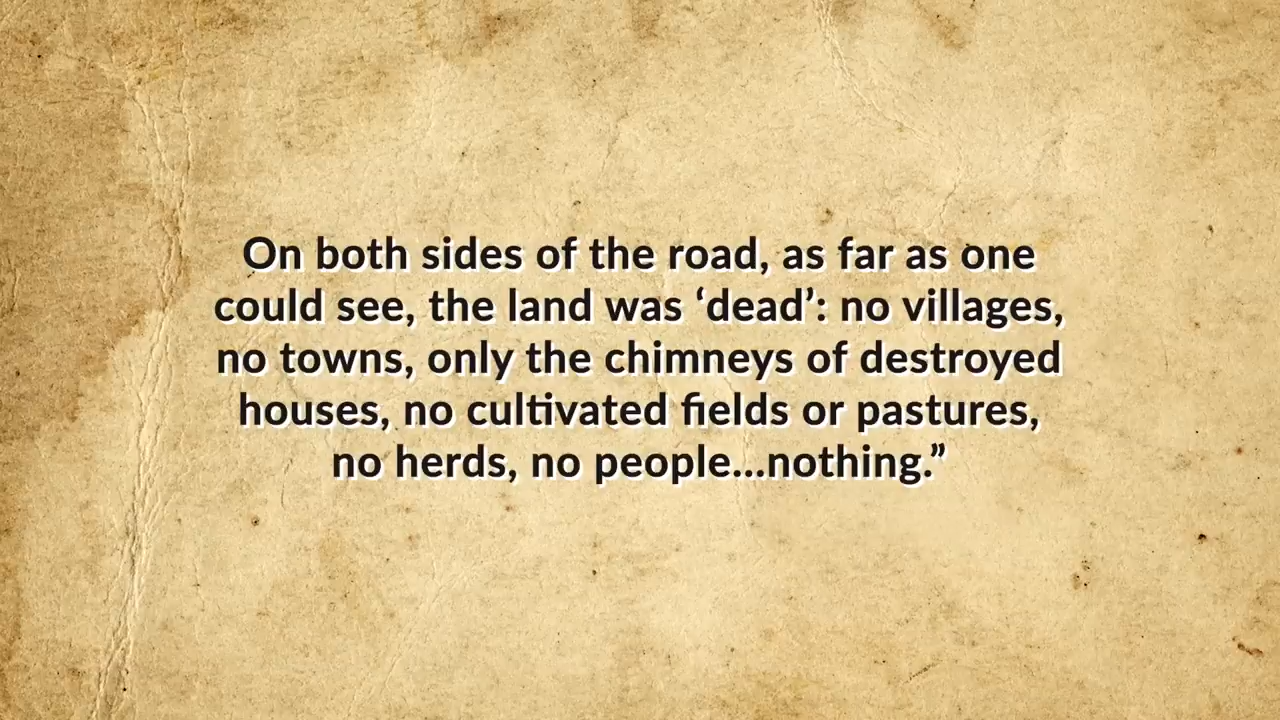 On both sides of the road, as far as one
could see, the land was ‘dead’: no villages,
no towns, only the chimneys of destroyed
houses, no cultivated fields or pastures,
no herds, no people...nothing.”